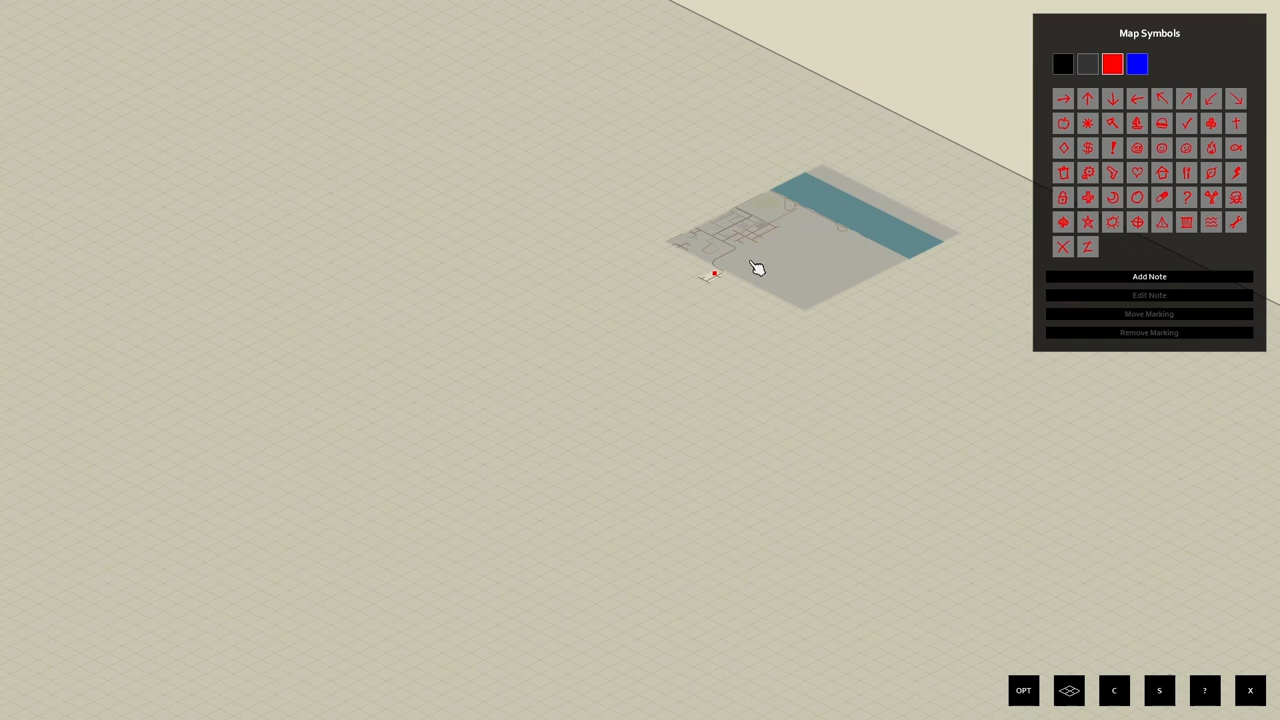 Map Symbols
Add Note
Edit Note
Move Marking
Remove Marking
OPT
C
S
?
X